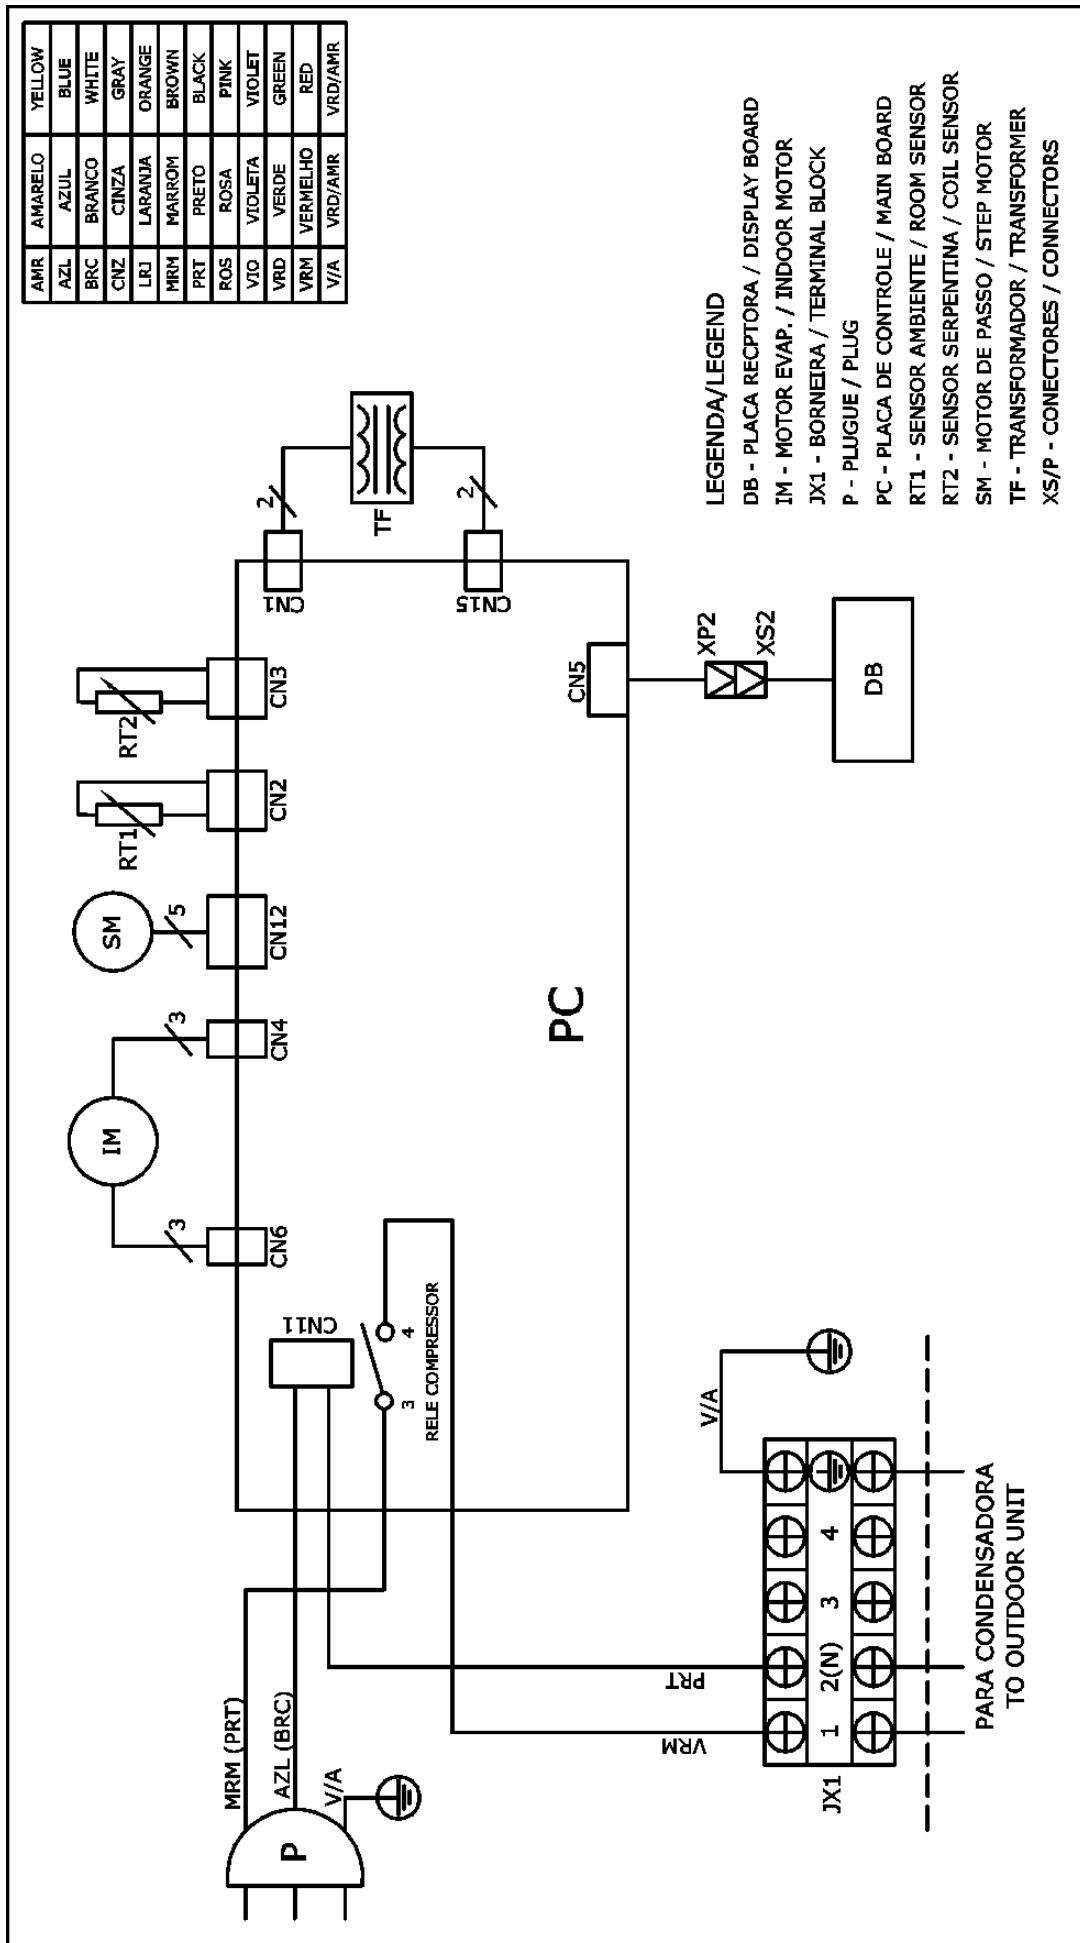 AMR AMARELO YELLOW
AZL AZUL BLUE
BRC BRANCO WHITE
CNZ CINZA GRAY
LRJ LARANJA ORANGE
MRM MARROM BROWN
PRT PRETO BLACK
ROS ROSA PINK
VIO VIOLETA VIOLET
VRD VERDE GREEN
VRM VERMELHO RED
V/A VRD/AMR VRD/AMR
IM
SM
RT1
RT2
3
3
5
2
2
TF
CN6
CN4
CN12
CN2
CN3
CN1
CN15
CN11
3
4
RELE COMPRESSOR
PC
CN5
P
MRM (PRT)
AZL (BRC)
V/A
XP2
XS2
DB
VRM
PRT
V/A
JX1
1
2(N)
3
4
PARA CONDENSADORA
TO OUTDOOR UNIT
LEGENDA/LEGEND
DB - PLACA RECPTORA / DISPLAY BOARD
IM - MOTOR EVAP. / INDOOR MOTOR
JX1 - BORNEIRA / TERMINAL BLOCK
P - PLUGUE / PLUG
PC - PLACA DE CONTROLE / MAIN BOARD
RT1 - SENSOR AMBIENTE / ROOM SENSOR
RT2 - SENSOR SERPENTINA / COIL SENSOR
SM - MOTOR DE PASSO / STEP MOTOR
TF - TRANSFORMADOR / TRANSFORMER
XS/P - CONECTORES / CONNECTORS